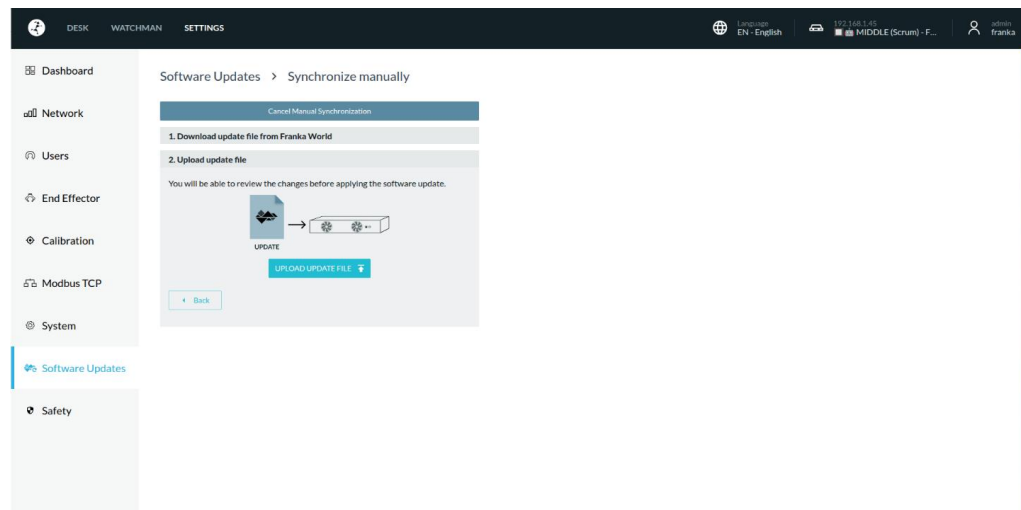 DESK WATCHMAN SETTINGS
Language
EN - English
192.168.1.45
MIDDLE (Scrum) - F...
admin
franka
Dashboard
Network
Users
End Effector
Calibration
Modbus TCP
System
Software Updates
Safety
Software Updates > Synchronize manually
Cancel Manual Synchronization
1. Download update file from Franka World
2. Upload update file
You will be able to review the changes before applying the software update.
UPDATE
UPLOAD UPDATE FILE
Back